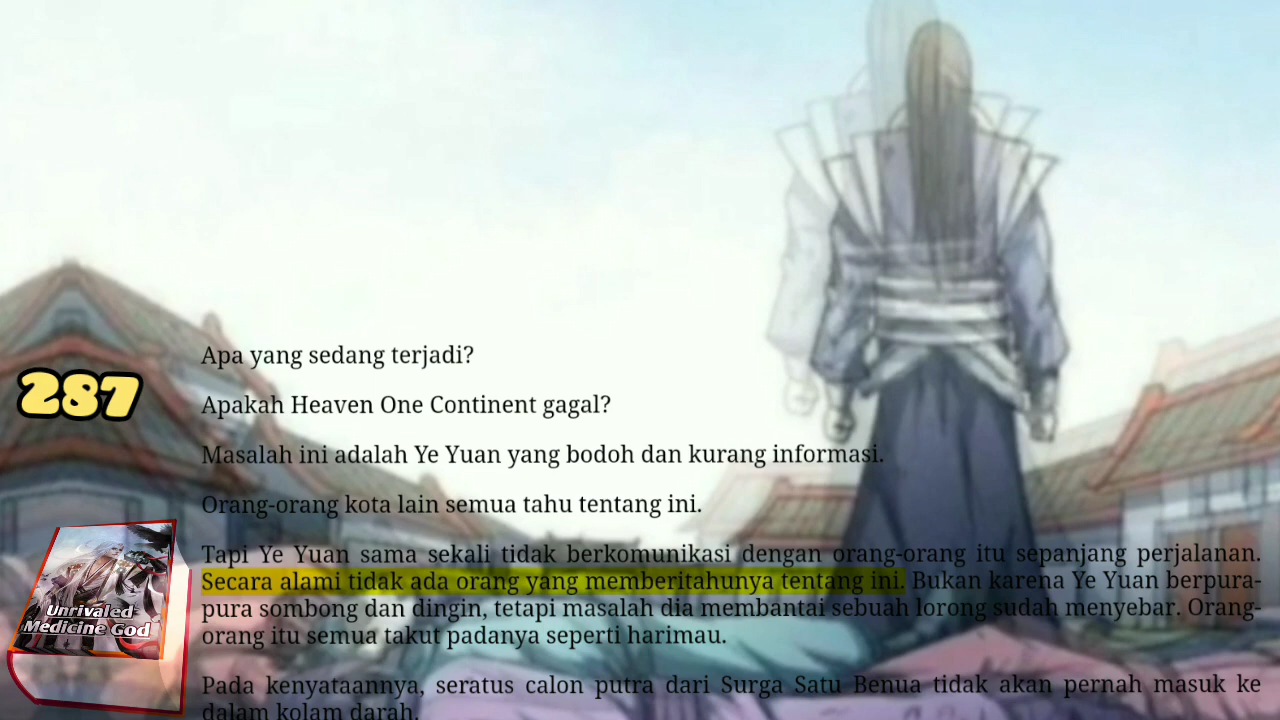 Apa yang sedang terjadi?
287
Apakah Heaven One Continent gagal?
Masalah ini adalah Ye Yuan yang bodoh dan kurang informasi.
Orang-orang kota lain semua tahu tentang ini.
Tapi Ye Yuan sama sekali tidak berkomunikasi dengan orang-orang itu sepanjang perjalanan.
Secara alami tidak ada orang yang memberitahunya tentang ini. Bukan karena Ye Yuan berpura-
pura sombong dan dingin, tetapi masalah dia membantai sebuah lorong sudah menyebar. Orang-
orang itu semua takut padanya seperti harimau.
Unrivaled
Medicine God
Pada kenyataannya, seratus calon putra dari Surga Satu Benua tidak akan pernah masuk ke
dalam kolam darah.